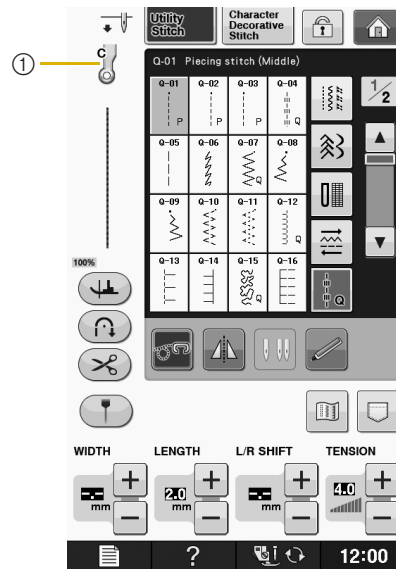 Utility Stitch
Character Decorative Stitch
C
1
Q-01 Piecing stitch (Middle)
1/2
Q-01 Q-02 Q-03 Q-04
P P P Q
Q-05 Q-06 Q-07 Q-08
Q
Q-09 Q-10 Q-11 Q-12
Q
Q-13 Q-14 Q-15 Q-16
Q
Q
100%
WIDTH LENGTH L/R SHIFT TENSION
-.- 2.0 -.- 4.0
mm mm mm
+ + + +
− − − −
? 12:00